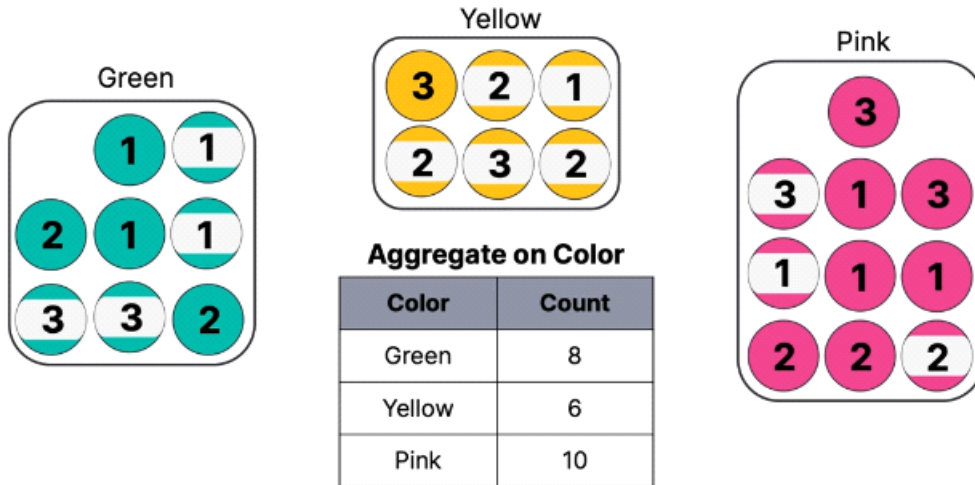 Yellow
3 2 1
2 3 2
Green
1 1
2 1 1
3 3 2
Pink
3
3 1 3
1 1 1
2 2 2
Aggregate on Color
Color Count
Green 8
Yellow 6
Pink 10